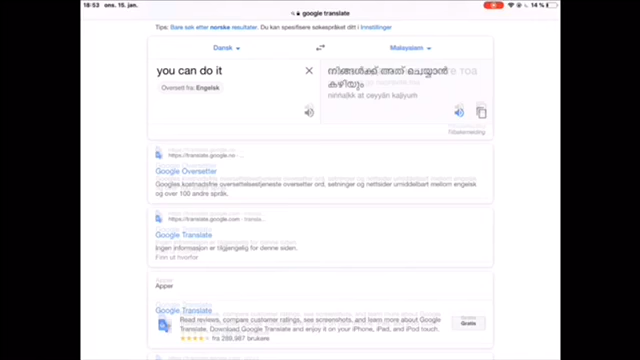 18:53 ons. 15. jan.
14 %
google translate
Tips: Bare søk etter norske resultater. Du kan spesifisere søkespråket ditt i Innstillinger
Dansk
Malayalam
you can do it
Oversett fra: Engelsk
നിങ്ങൾക്ക് അത് ചെയ്യാൻ
കഴിയും
Tilbakemelding
https://translate.google.no
Google Oversetter
Googles kostnadsfrie oversettelsestjeneste oversetter ord, setninger og nettsider umiddelbart mellom engelsk
og over 100 andre språk.
https://translate.google.com
Google Translate
Ingen informasjon er tilgjengelig for denne siden.
Finn ut hvorfor
Apper
Google Translate
Read reviews, compare customer ratings, see screenshots, and learn more about Google
Translate. Download Google Translate and enjoy it on your iPhone, iPad, and iPod touch.
Gratis
fra 288,987 brukere